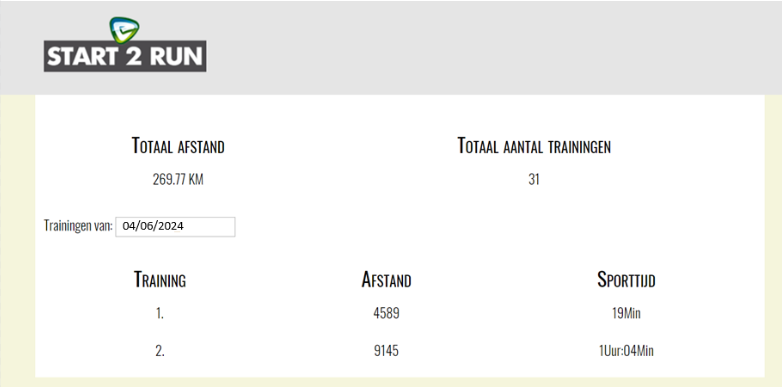 START 2 RUN
Totaal afstand Totaal aantal trainingen
269.77 KM 31
Trainingen van: 04/06/2024
Training Afstand Sporttijd
1. 4589 19Min
2. 9145 1Uur:04Min